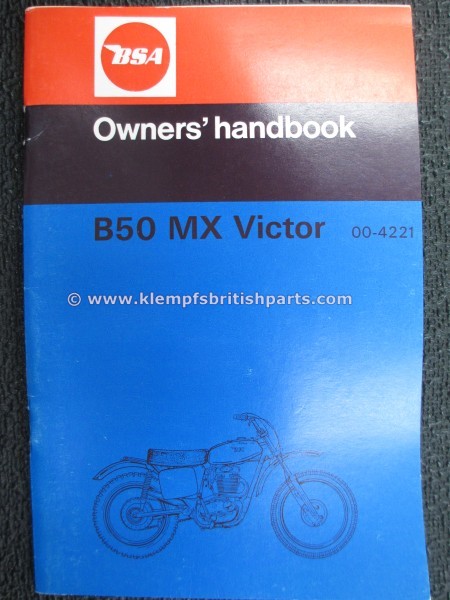 BSA
Owners' handbook
B50 MX Victor 00-4221
© www.klempfsbritishparts.com